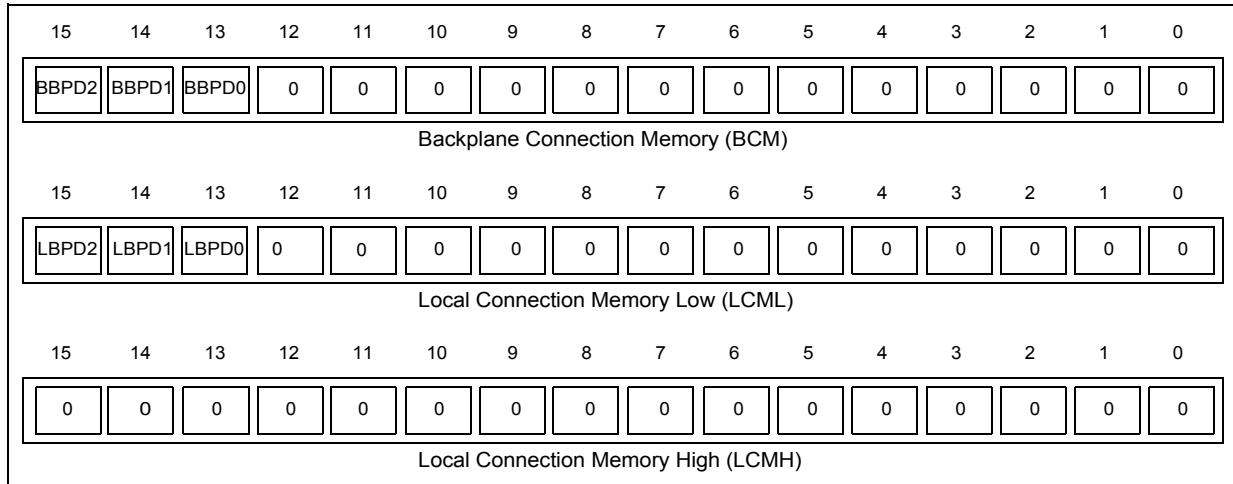 15 14 13 12 11 10 9 8 7 6 5 4 3 2 1 0
BBPD2 BBPD1 BBPD0 0 0 0 0 0 0 0 0 0 0 0 0 0
Backplane Connection Memory (BCM)
15 14 13 12 11 10 9 8 7 6 5 4 3 2 1 0
LBPD2 LBPD1 LBPD0 0 0 0 0 0 0 0 0 0 0 0 0 0
Local Connection Memory Low (LCML)
15 14 13 12 11 10 9 8 7 6 5 4 3 2 1 0
0 O 0 0 0 0 0 0 0 0 0 0 0 0 0 0
Local Connection Memory High (LCMH)